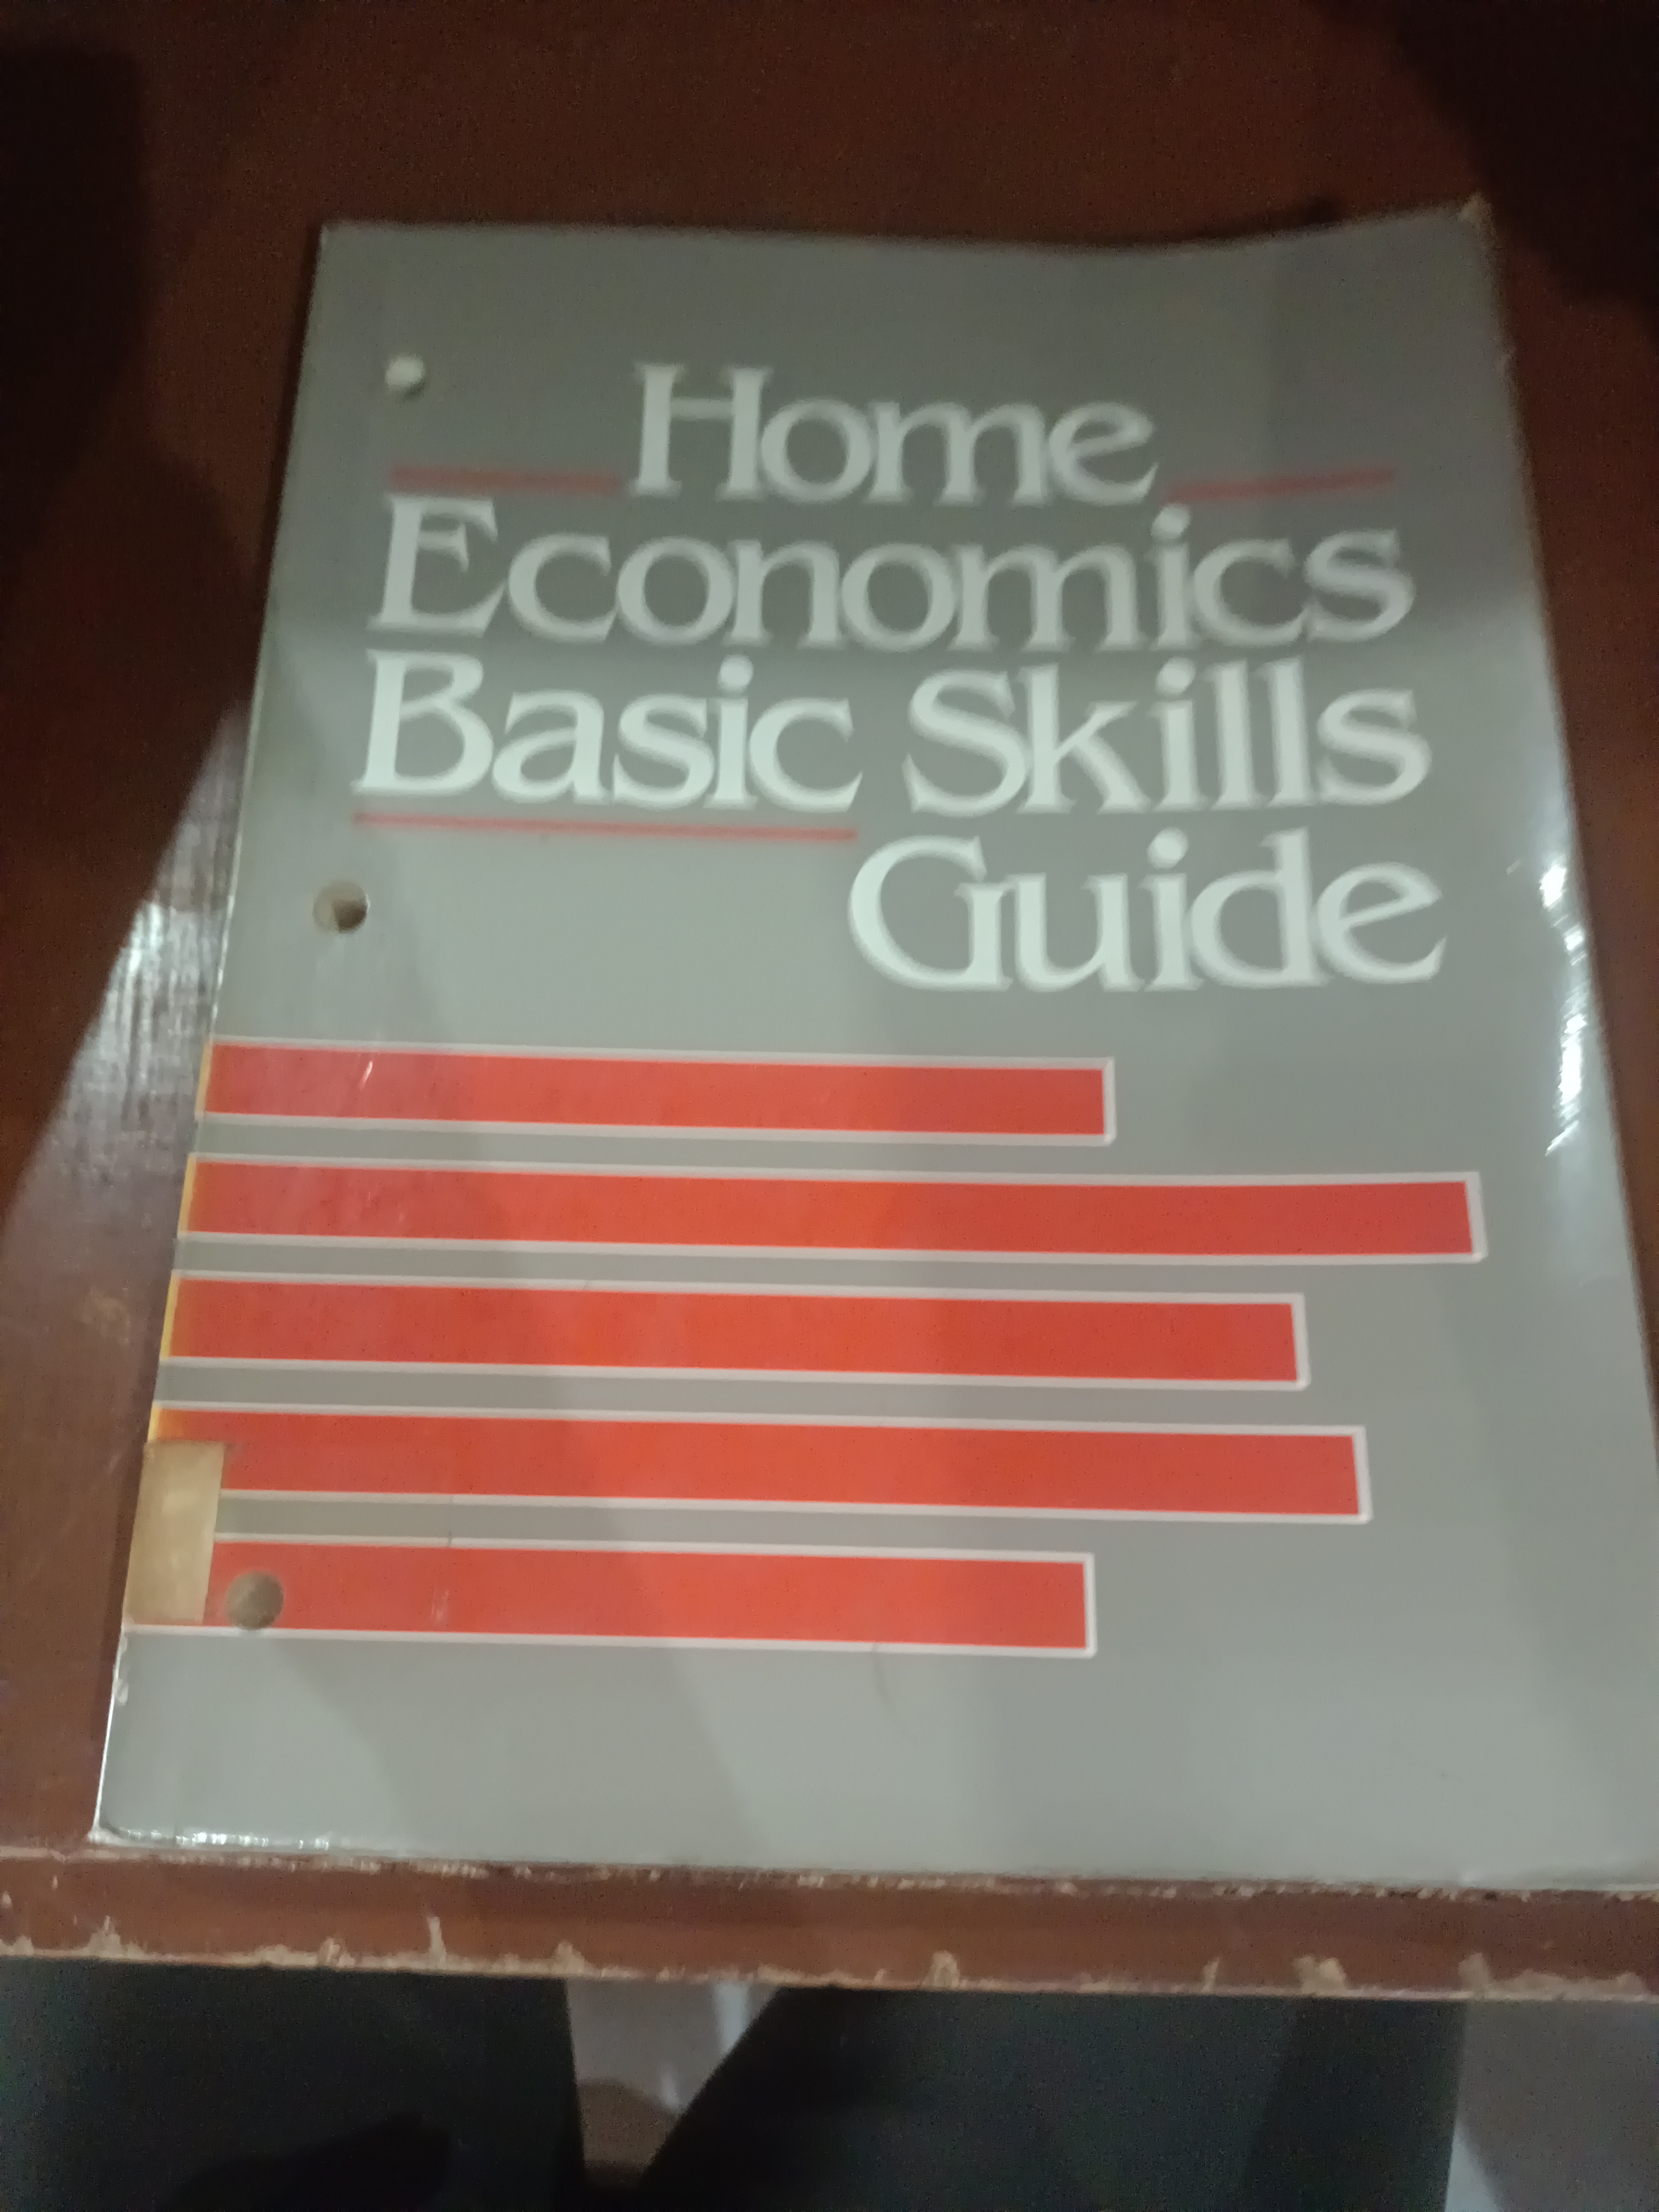 Home
Economics
Basic Skills
Guide